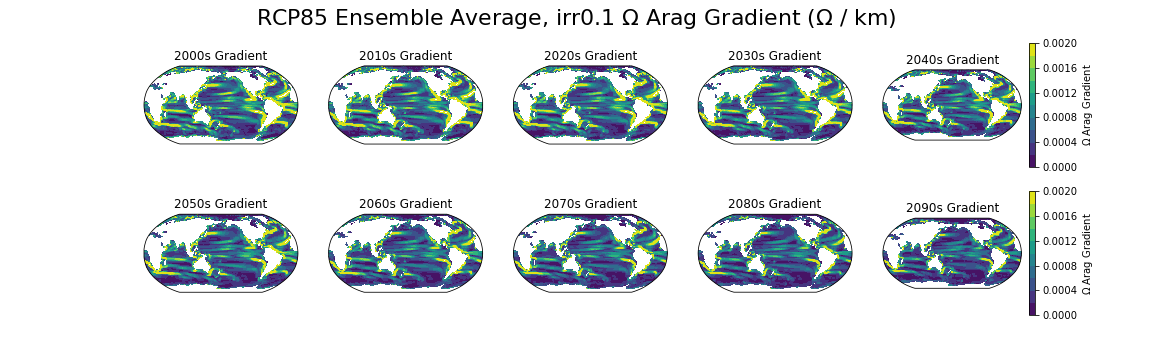 RCP85 Ensemble Average, irr0.1 Ω Arag Gradient (Ω / km)
2000s Gradient
2010s Gradient
2020s Gradient
2030s Gradient
2040s Gradient
0.0020
0.0016
0.0012
0.0008
0.0004
0.0000
Ω Arag Gradient
2050s Gradient
2060s Gradient
2070s Gradient
2080s Gradient
2090s Gradient
0.0020
0.0016
0.0012
0.0008
0.0004
0.0000
Ω Arag Gradient